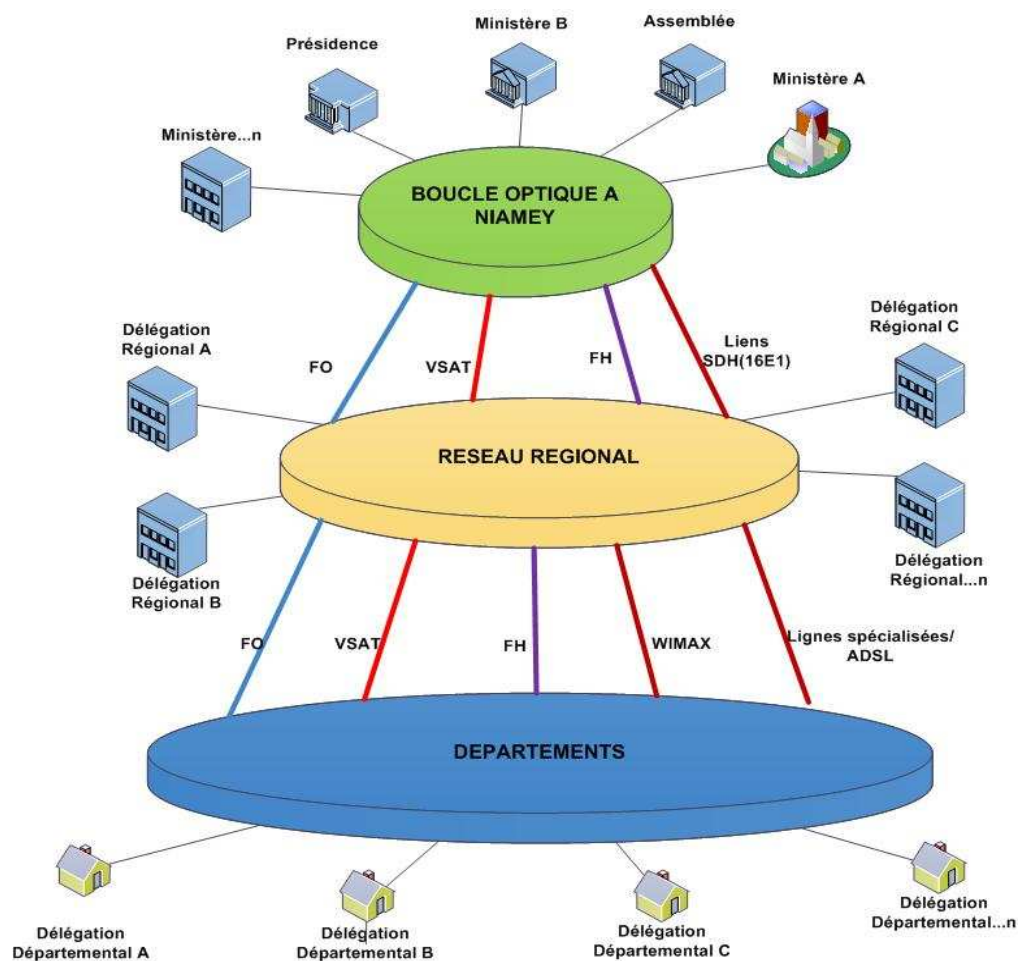 Ministère B
Assemblée
Présidence
Ministère A
Ministère...n
BOUCLE OPTIQUE A
NIAMEY
Délégation
Régional A
Délégation
Régional C
FO
VSAT
FH
Liens
SDH(16E1)
RESEAU REGIONAL
Délégation
Régional B
Délégation
Régional...n
FO
VSAT
FH
WIMAX
Lignes spécialisées/
ADSL
DEPARTEMENTS
Délégation
Départemental A
Délégation
Départemental B
Délégation
Départemental C
Délégation
Départemental...n